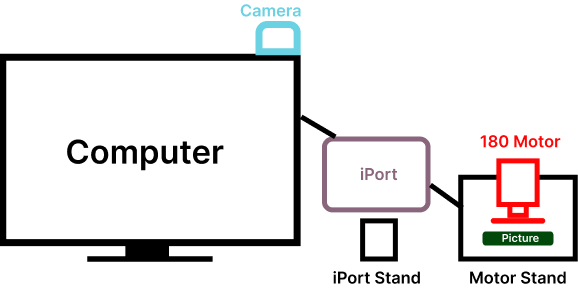 Camera
Computer
180 Motor
iPort
Picture
iPort Stand
Motor Stand